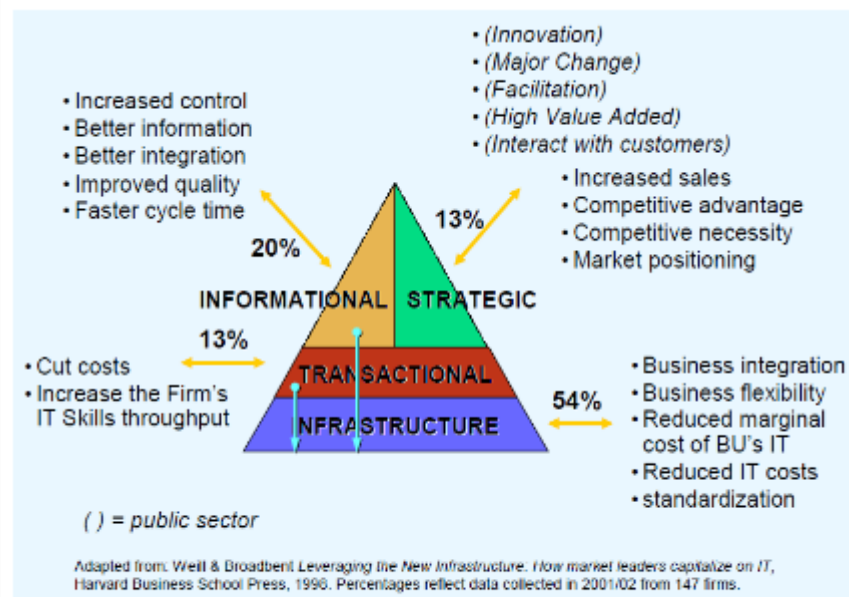 • (Innovation)
• (Major Change)
• (Facilitation)
• (High Value Added)
• (Interact with customers)
• Increased control
• Better information
• Better integration
• Improved quality
• Faster cycle time
• Increased sales
• Competitive advantage
• Competitive necessity
• Market positioning
20%
13%
INFORMATIONAL
STRATEGIC
13%
• Cut costs
• Increase the Firm's
IT Skills throughput
TRANSACTIONAL
INFRASTRUCTURE
54%
• Business integration
• Business flexibility
• Reduced marginal
cost of BU's IT
• Reduced IT costs
• standardization
( ) = public sector
Adapted from: Weill & Broadbent Leveraging the New Infrastructure: How market leaders capitalize on IT,
Harvard Business School Press, 1998. Percentages reflect data collected in 2001/02 from 147 firms.